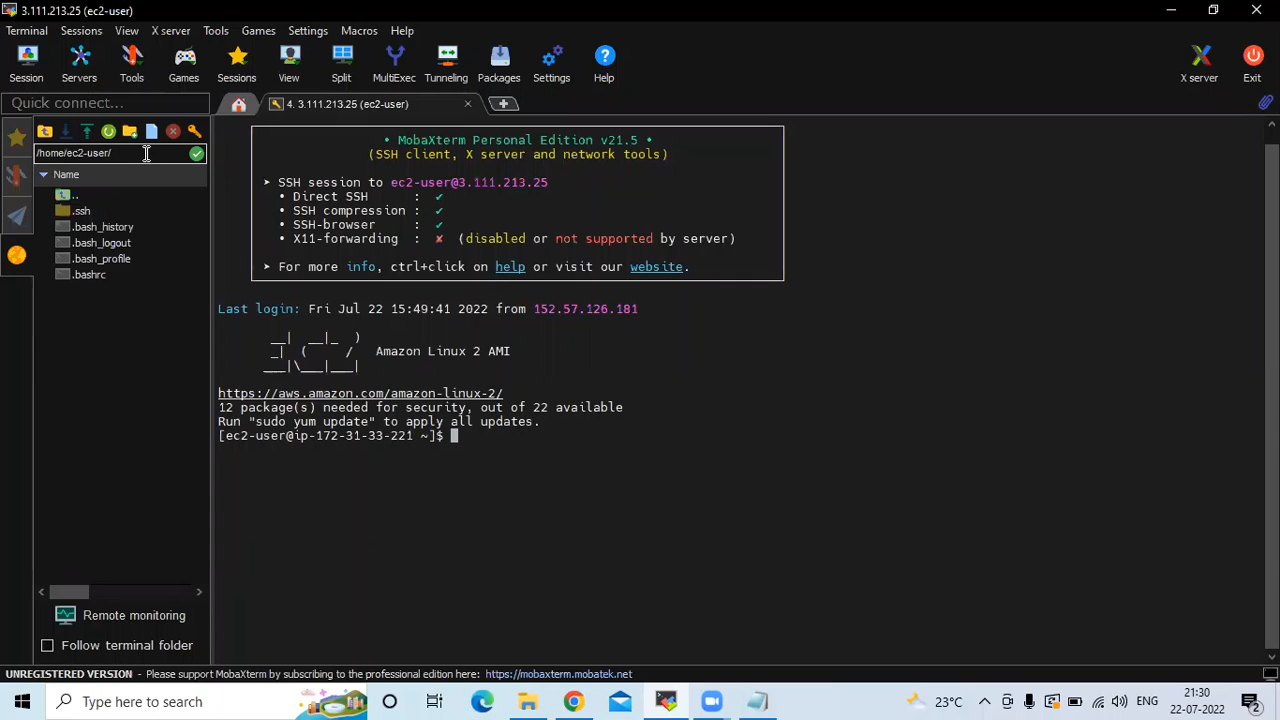 3.111.213.25 (ec2-user)
Terminal Sessions View X server Tools Games Settings Macros Help
Session Servers Tools Games Sessions View Split MultiExec Tunneling Packages Settings Help X server Exit
Quick connect...
4. 3.111.213.25 (ec2-user)
/home/ec2-user/
Name
..
.ssh
.bash_history
.bash_logout
.bash_profile
.bashrc
Remote monitoring
Follow terminal folder
• MobaXterm Personal Edition v21.5 •
(SSH client, X server and network tools)
➤ SSH session to ec2-user@3.111.213.25
• Direct SSH : ✔
• SSH compression : ✔
• SSH-browser : ✔
• X11-forwarding : ✘ (disabled or not supported by server)
➤ For more info, ctrl+click on help or visit our website.
Last login: Fri Jul 22 15:49:41 2022 from 152.57.126.181
__| __|_ )
_| ( / Amazon Linux 2 AMI
___|\___|___|
https://aws.amazon.com/amazon-linux-2/
12 package(s) needed for security, out of 22 available
Run "sudo yum update" to apply all updates.
[ec2-user@ip-172-31-33-221 ~]$
UNREGISTERED VERSION - Please support MobaXterm by subscribing to the professional edition here: https://mobaxterm.mobatek.net
Type here to search
23°C
ENG
21:30
22-07-2022
2